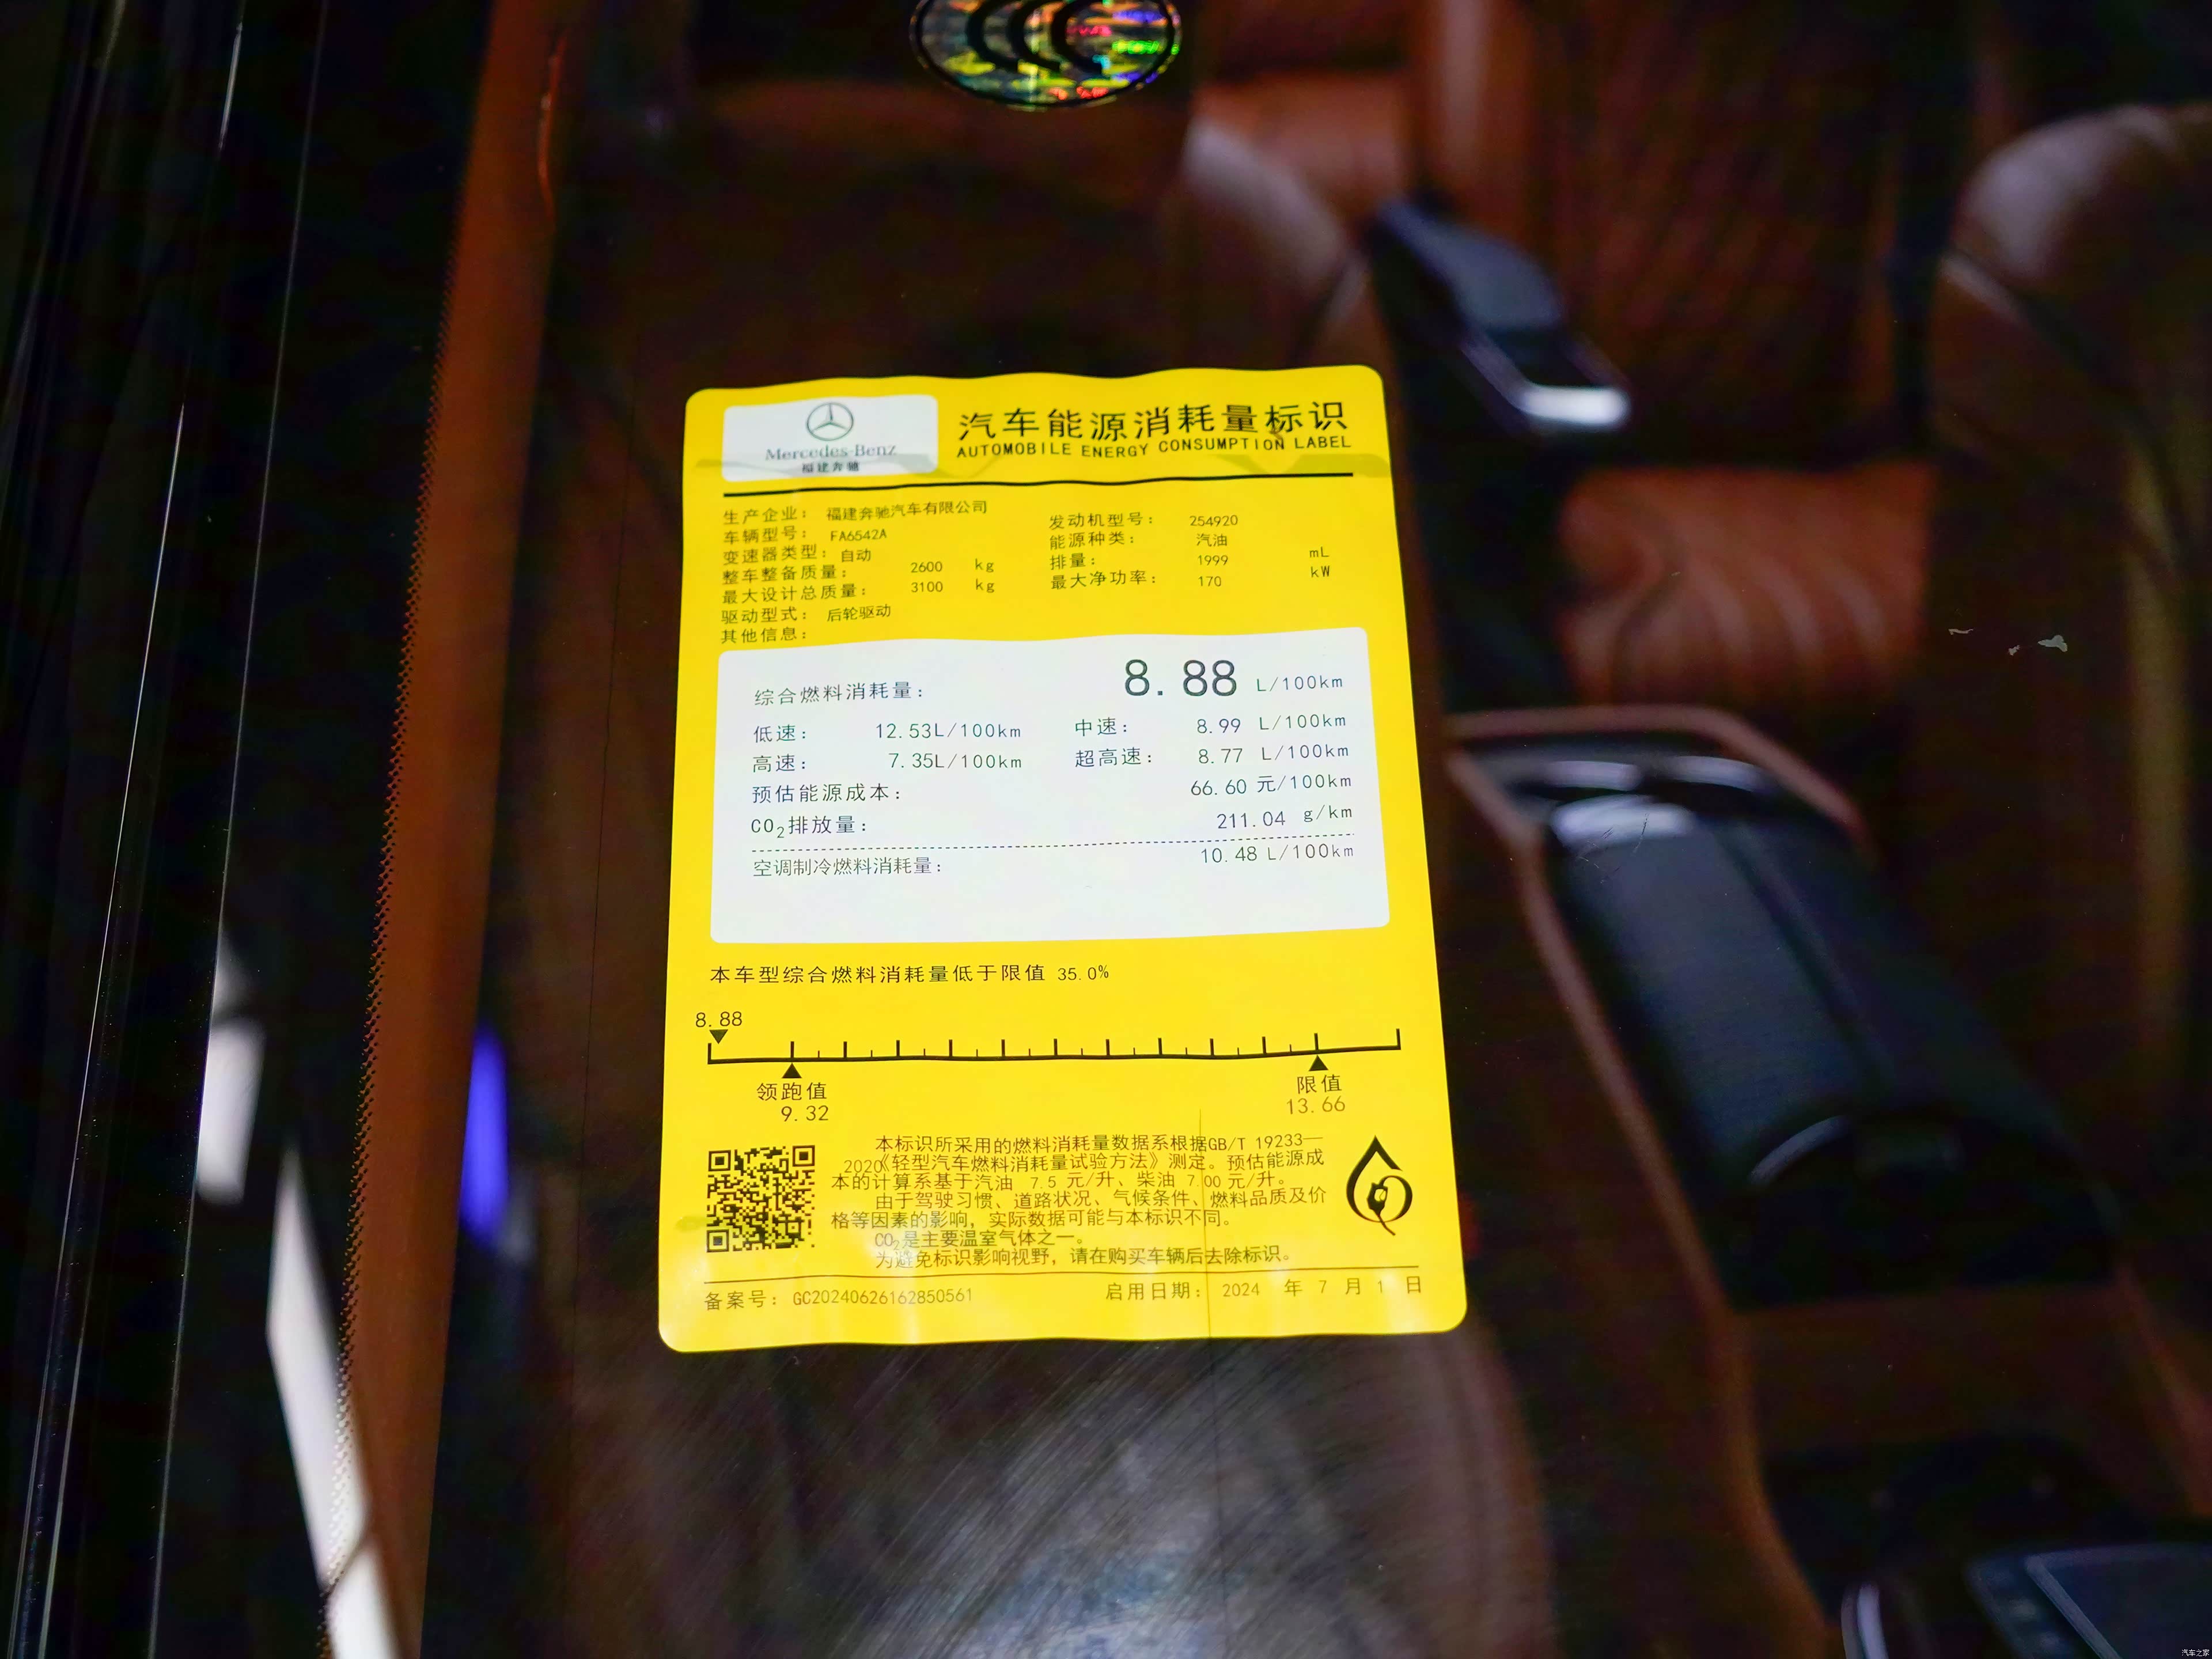 Mercedes-Benz
福建奔驰
汽车能源消耗量标识
AUTOMOBILE ENERGY CONSUMPTION LABEL
生产企业： 福建奔驰汽车有限公司
车辆型号： FA6542A
变速器类型： 自动
整车整备质量： 2600 kg
最大设计总质量： 3100 kg
驱动型式： 后轮驱动
其他信息：
发动机型号： 254920
能源种类： 汽油
排量： 1999 mL
最大净功率： 170 kW
综合燃料消耗量： 8.88 L/100km
低速： 12.53L/100km 中速： 8.99 L/100km
高速： 7.35L/100km 超高速： 8.77 L/100km
预估能源成本： 66.60 元/100km
CO₂排放量： 211.04 g/km
空调制冷燃料消耗量： 10.48 L/100km
本车型综合燃料消耗量低于限值 35.0%
8.88
领跑值 限值
9.32 13.66
本标识所采用的燃料消耗量数据系根据GB/T 19233—
2020《轻型汽车燃料消耗量试验方法》测定。预估能源成
本的计算系基于汽油 7.5 元/升、柴油 7.00 元/升。
由于驾驶习惯、道路状况、气候条件、燃料品质及价
格等因素的影响，实际数据可能与本标识不同。
CO₂是主要温室气体之一。
为避免标识影响视野，请在购买车辆后去除标识。
备案号： GC20240626162850561 启用日期： 2024 年 7 月 1 日
汽车之家